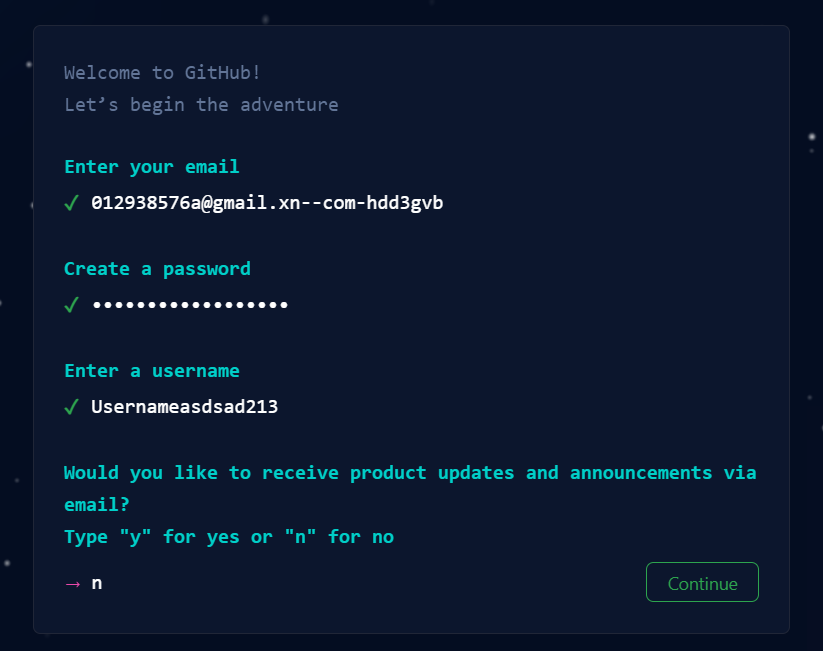 Welcome to GitHub!
Let’s begin the adventure
Enter your email
✓ 012938576a@gmail.xn--com-hdd3gvb
Create a password
✓ ••••••••••••••••••
Enter a username
✓ Usernameasdsad213
Would you like to receive product updates and announcements via
email?
Type "y" for yes or "n" for no
→ n
Continue